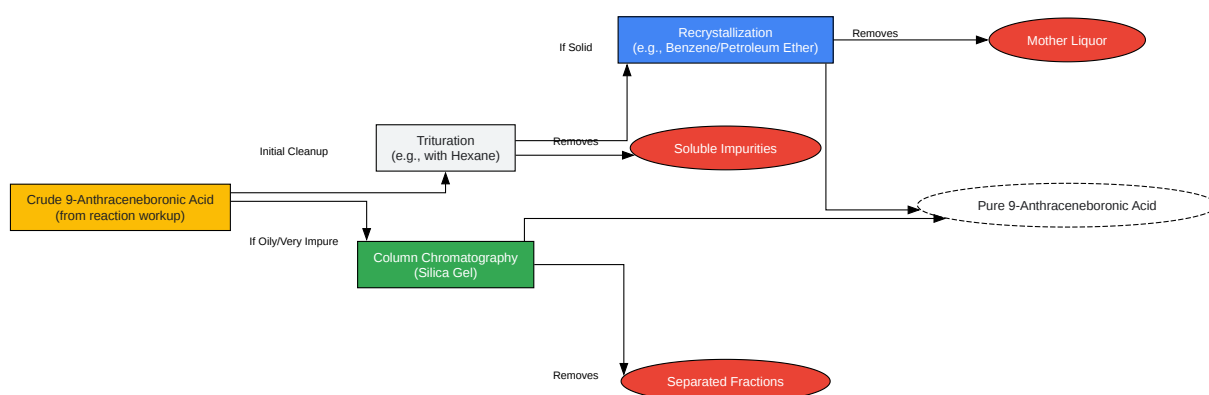 Recrystallization
(e.g., Benzene/Petroleum Ether)
If Solid
Removes
Mother Liquor
Trituration
(e.g., with Hexane)
Initial Cleanup
Removes
Soluble Impurities
Crude 9-Anthraceneboronic Acid
(from reaction workup)
Pure 9-Anthraceneboronic Acid
If Oily/Very Impure
Column Chromatography
(Silica Gel)
Removes
Separated Fractions